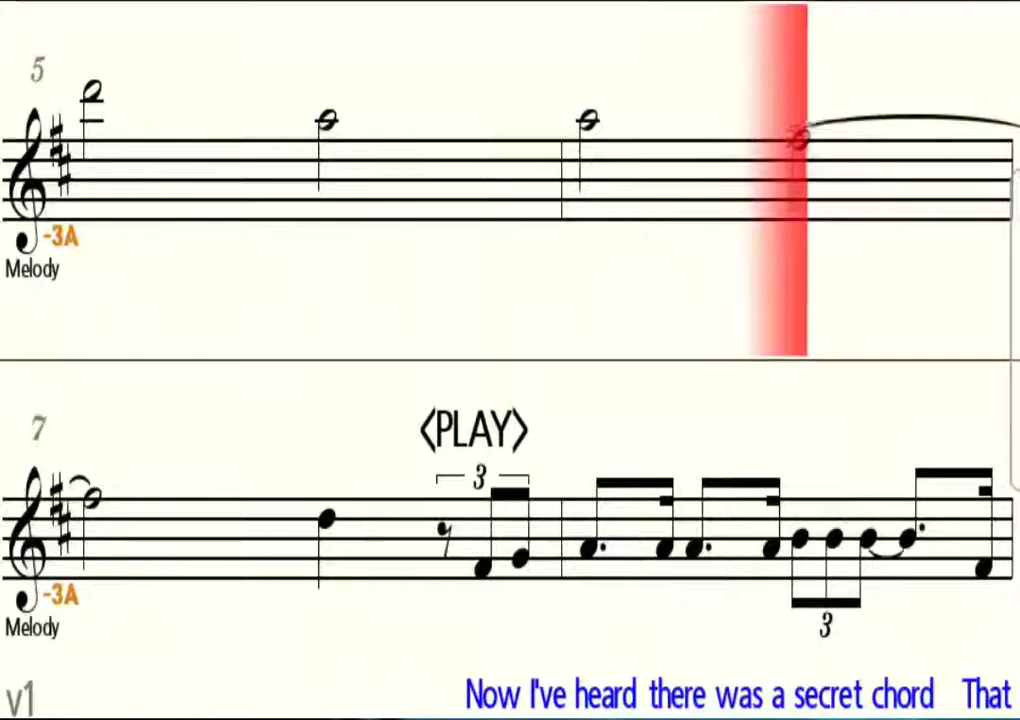 5
-3A
Melody
7
<PLAY>
3
-3A
Melody
3
v1
Now I've heard there was a secret chord That